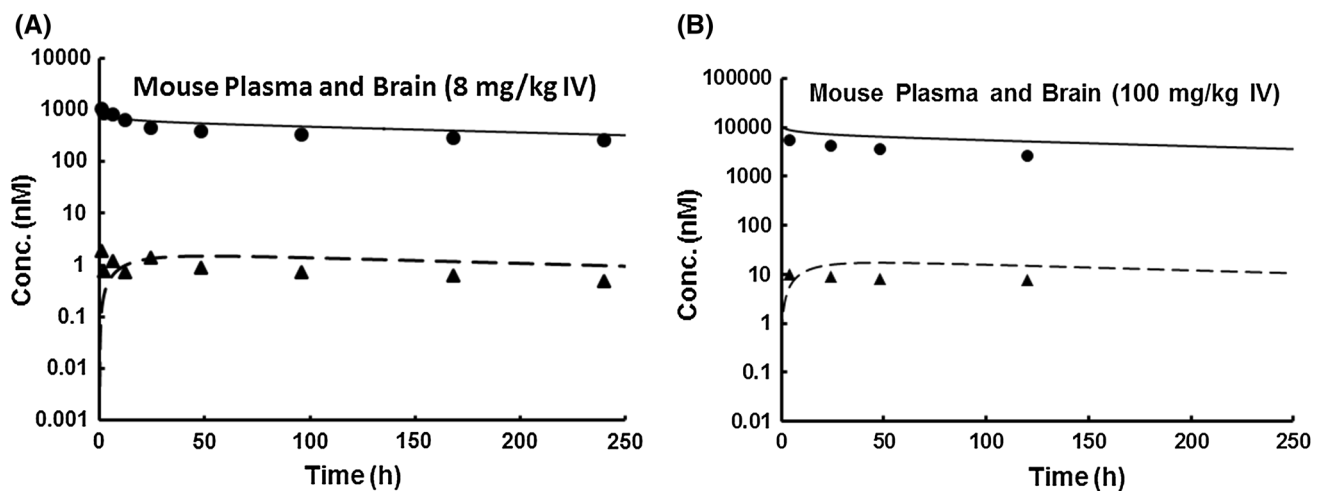 (A)
Mouse Plasma and Brain (8 mg/kg IV)
Conc. (nM)
10000
1000
100
10
1
0.1
0.01
0.001
0 50 100 150 200 250
Time (h)
(B)
Mouse Plasma and Brain (100 mg/kg IV)
Conc. (nM)
100000
10000
1000
100
10
1
0.1
0.01
0 50 100 150 200 250
Time (h)